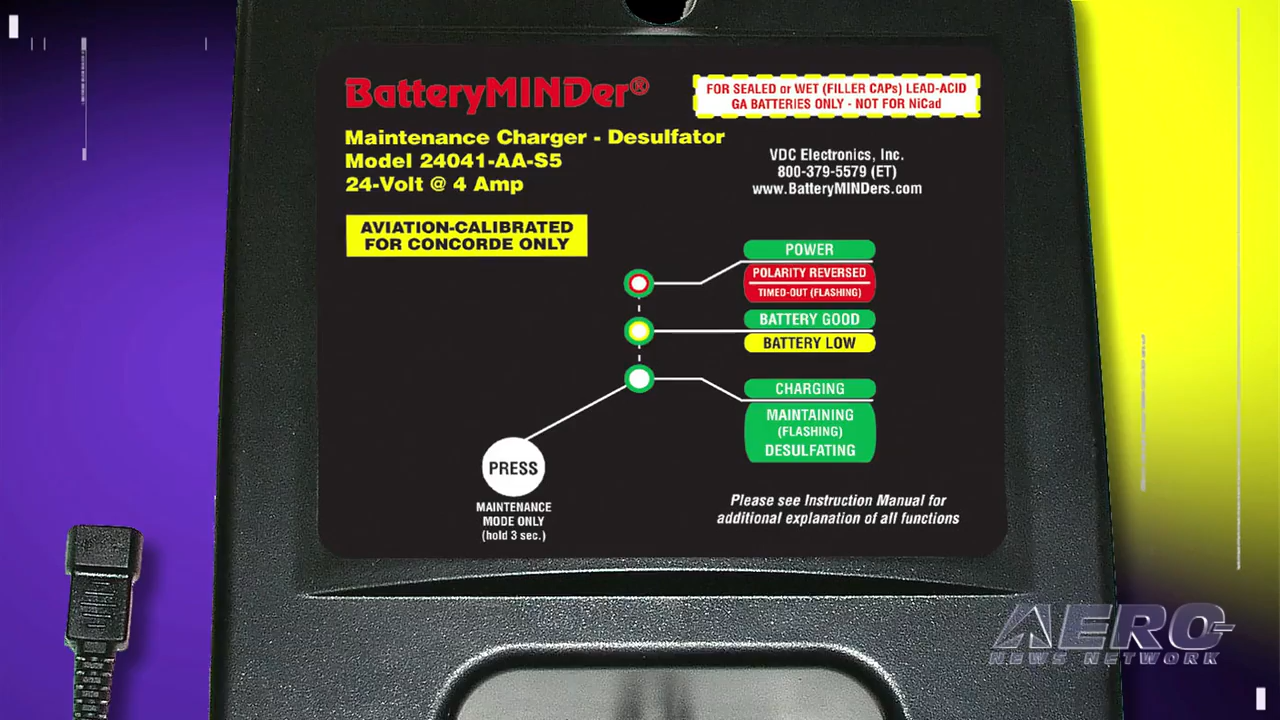 BatteryMINDer®
FOR SEALED or WET (FILLER CAPs) LEAD-ACID
GA BATTERIES ONLY - NOT FOR NiCad
Maintenance Charger - Desulfator
Model 24041-AA-S5
24-Volt @ 4 Amp
VDC Electronics, Inc.
800-379-5579 (ET)
www.BatteryMINDers.com
AVIATION-CALIBRATED
FOR CONCORDE ONLY
POWER
POLARITY REVERSED
TIMED-OUT (FLASHING)
BATTERY GOOD
BATTERY LOW
CHARGING
MAINTAINING
(FLASHING)
DESULFATING
PRESS
MAINTENANCE
MODE ONLY
(hold 3 sec.)
Please see Instruction Manual for
additional explanation of all functions
AERO-
NEWS NETWORK